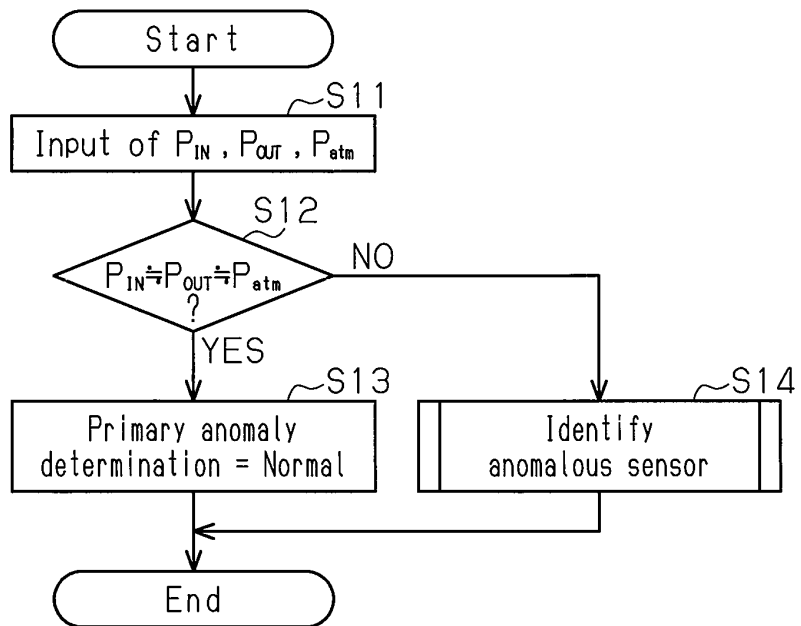 Start
S11
Input of P_IN , P_OUT , P_atm
S12
P_IN≒P_OUT≒P_atm
?
NO
YES
S13
Primary anomaly
determination = Normal
S14
Identify
anomalous sensor
End